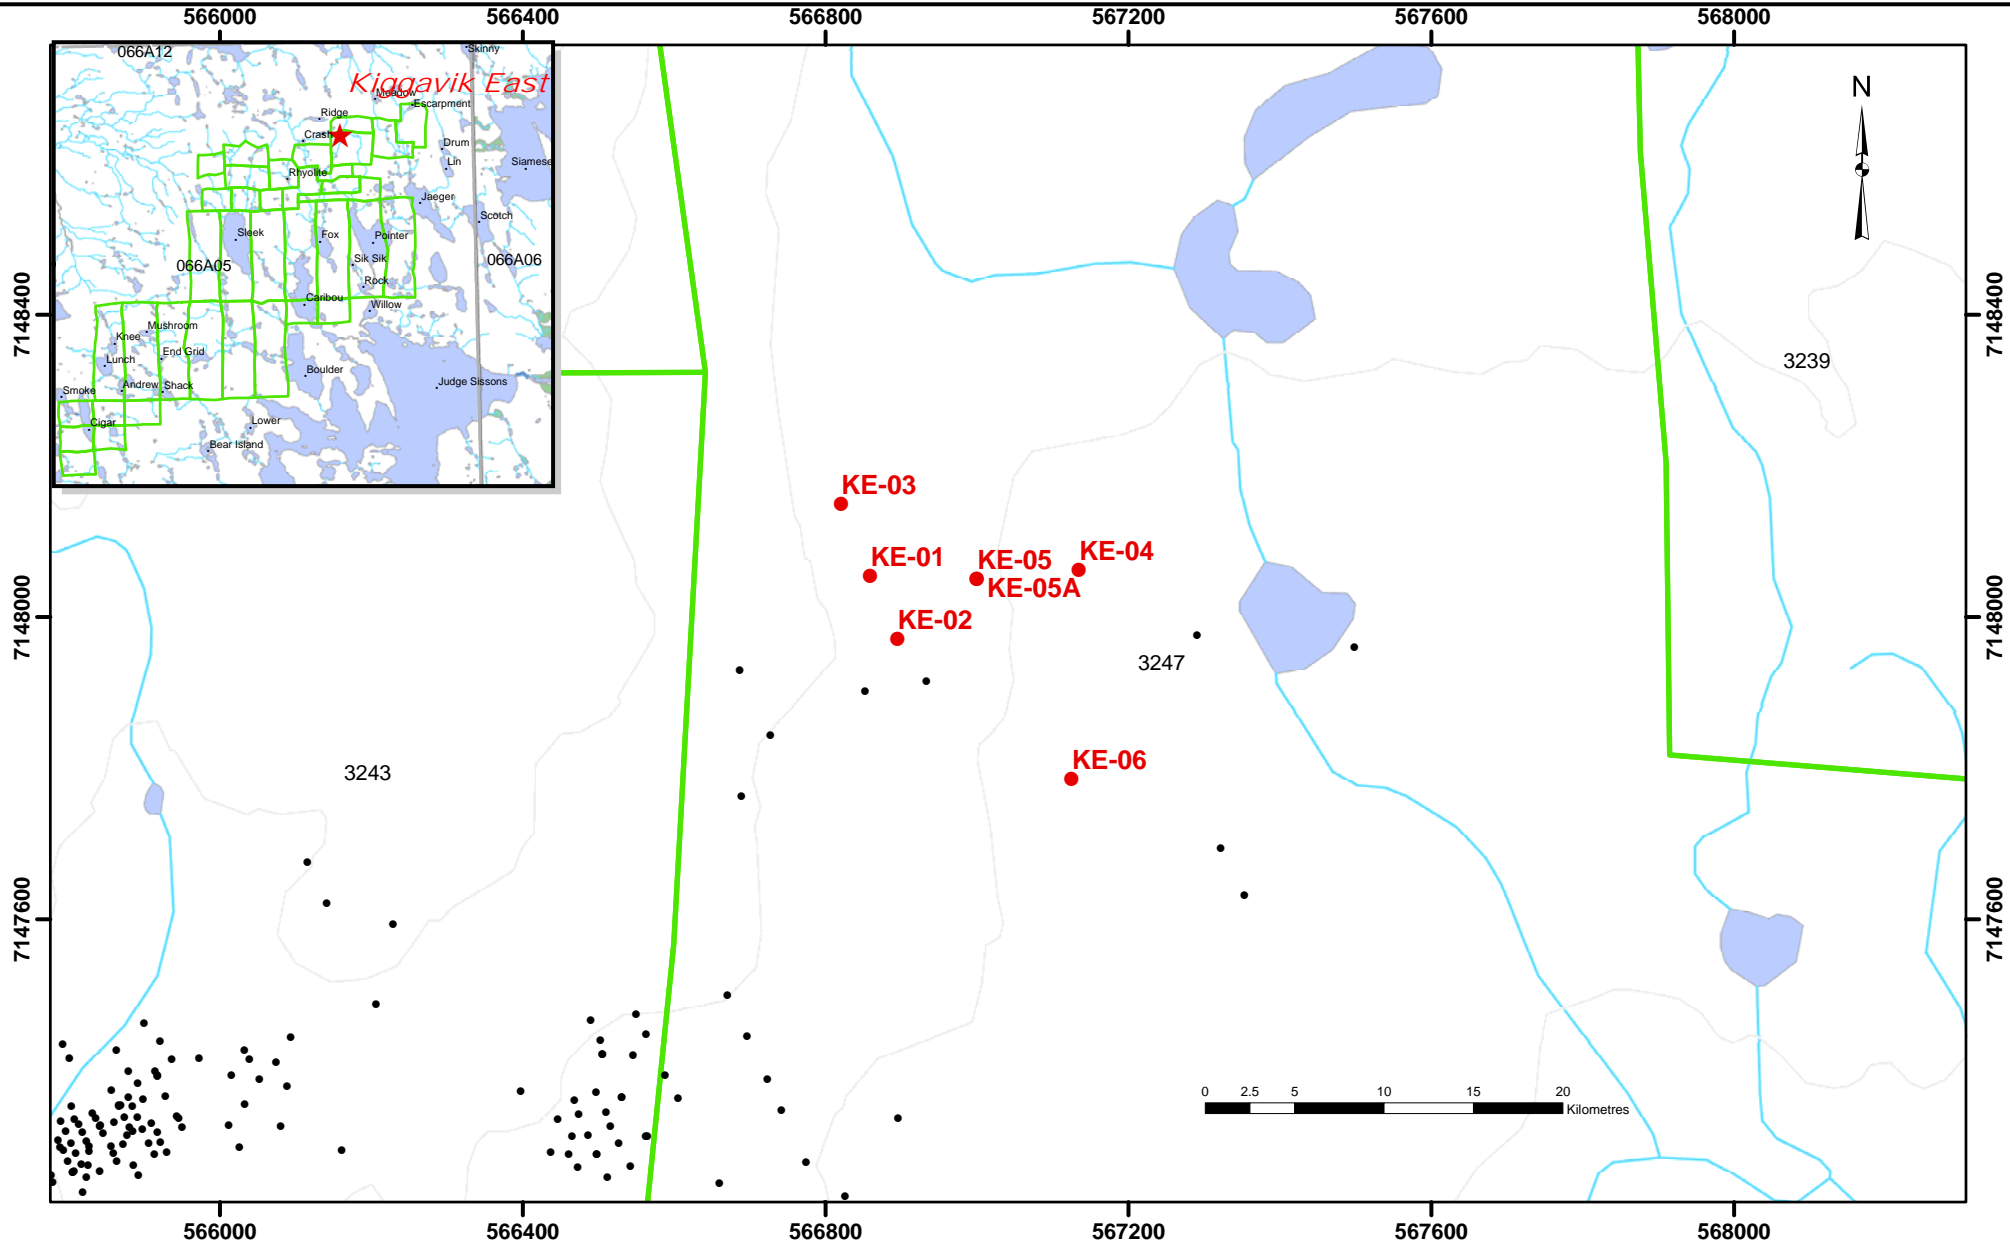 566000 566400 566800 567200 567600 568000
066A12
Skinny
Kiggavik East
Meadow
Escarpment
Ridge
Crash
Drum
Lin
Siamese
Rhyolite
Jaeger
Scotch
Sleek
Fox
Pointer
066A05
Sik Sik
066A06
Rock
Caribou
Willow
Mushroom
Knee
End Grid
Lunch
Boulder
Judge Sissons
Smoke
Andrew
Shack
Cigar
Lower
Bear Island
N
7148400
7148400
3239
KE-03
KE-01
KE-05
KE-04
KE-05A
KE-02
7148000
7148000
3247
KE-06
3243
7147600
7147600
0 2.5 5 10 15 20
Kilometres
566000 566400 566800 567200 567600 568000